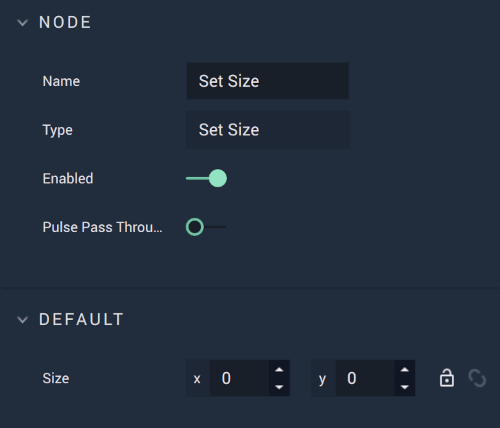 NODE
Name Set Size
Type Set Size
Enabled
Pulse Pass Throu...
DEFAULT
Size x 0 y 0